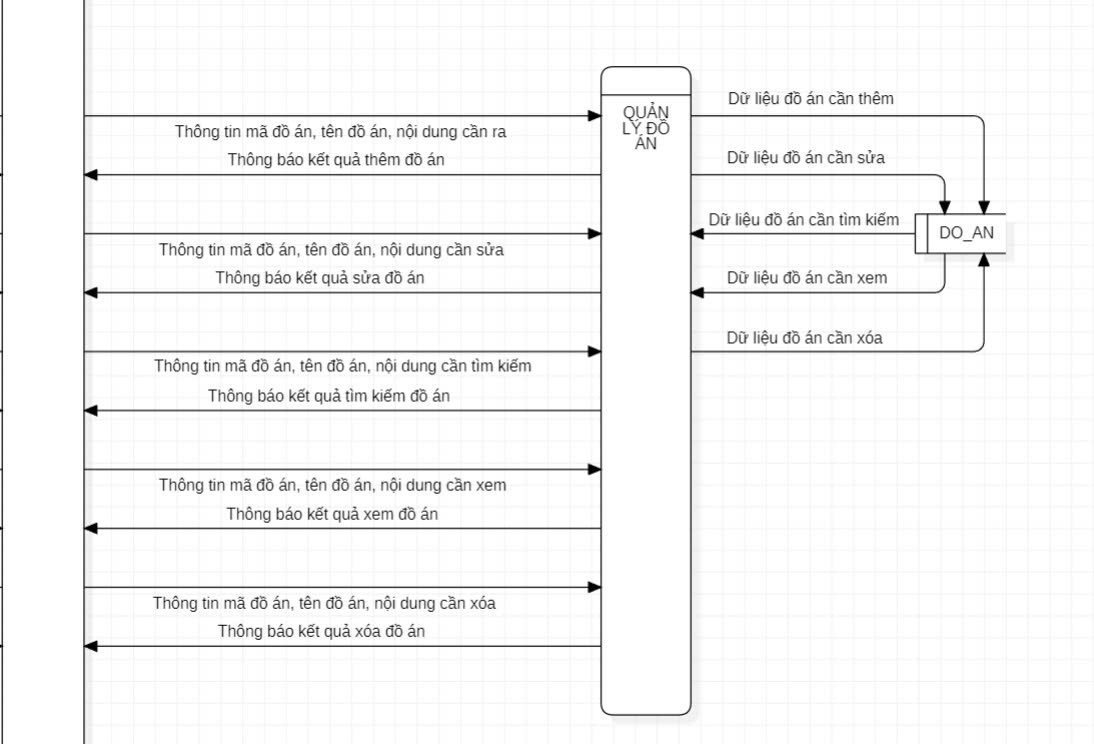 Thông tin mã đồ án, tên đồ án, nội dung cần ra
Thông báo kết quả thêm đồ án
Thông tin mã đồ án, tên đồ án, nội dung cần sửa
Thông báo kết quả sửa đồ án
Thông tin mã đồ án, tên đồ án, nội dung cần tìm kiếm
Thông báo kết quả tìm kiếm đồ án
Thông tin mã đồ án, tên đồ án, nội dung cần xem
Thông báo kết quả xem đồ án
Thông tin mã đồ án, tên đồ án, nội dung cần xóa
Thông báo kết quả xóa đồ án
QUẢN
LÝ ĐỒ
ÁN
Dữ liệu đồ án cần thêm
Dữ liệu đồ án cần sửa
Dữ liệu đồ án cần tìm kiếm
DO_AN
Dữ liệu đồ án cần xem
Dữ liệu đồ án cần xóa